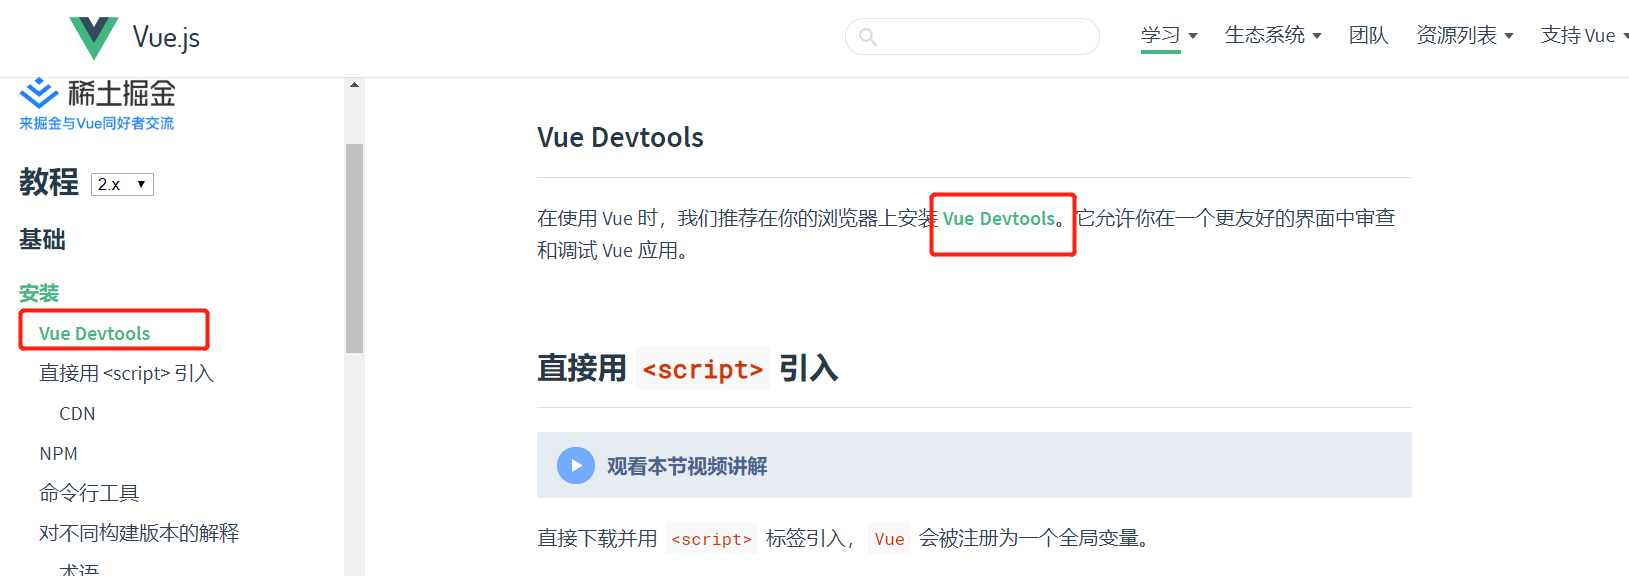 Vue.js
学习
生态系统
团队
资源列表
支持 Vue
稀土掘金
来掘金与Vue同好者交流
教程 2.x
基础
安装
Vue Devtools
直接用 <script> 引入
CDN
NPM
命令行工具
对不同构建版本的解释
术语
Vue Devtools
在使用 Vue 时，我们推荐在你的浏览器上安装 Vue Devtools。它允许你在一个更友好的界面中审查
和调试 Vue 应用。
直接用 <script> 引入
观看本节视频讲解
直接下载并用 <script> 标签引入，Vue 会被注册为一个全局变量。